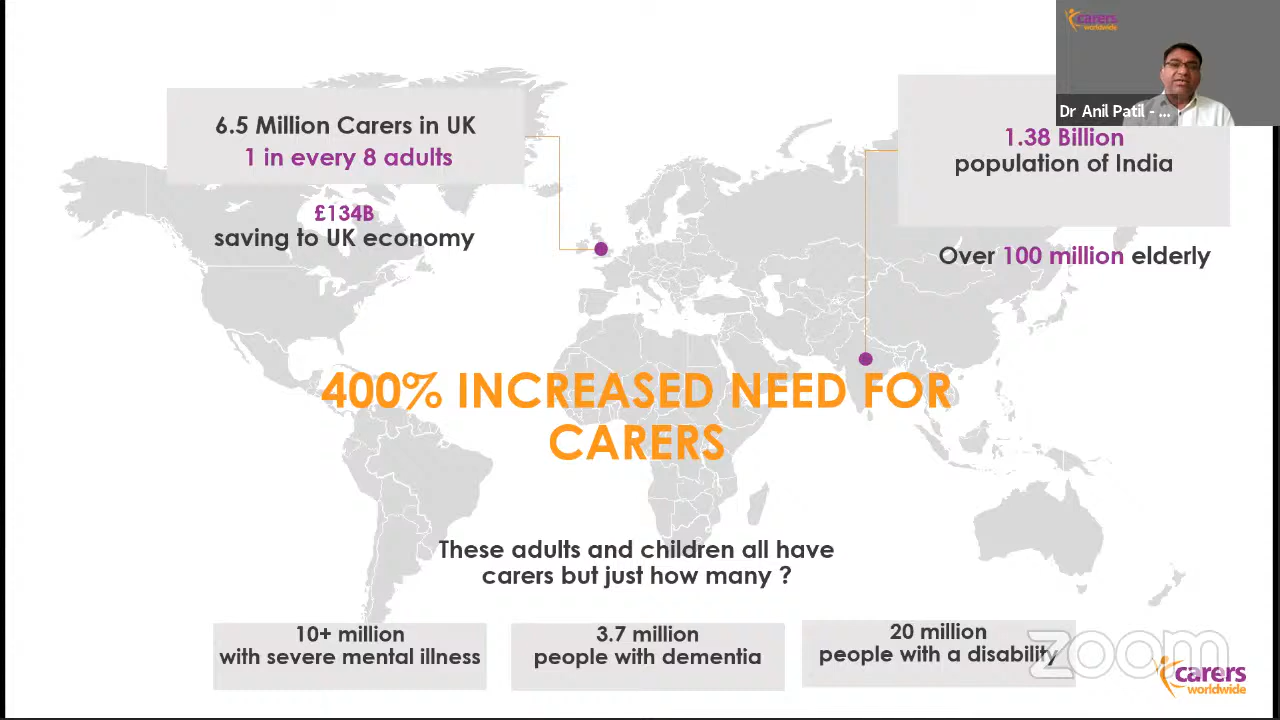 carers
worldwide
Dr Anil Patil - ...
6.5 Million Carers in UK
1 in every 8 adults
£134B
saving to UK economy
1.38 Billion
population of India
Over 100 million elderly
400% INCREASED NEED FOR
CARERS
These adults and children all have
carers but just how many ?
10+ million
with severe mental illness
3.7 million
people with dementia
20 million
people with a disability
zoom
carers
worldwide